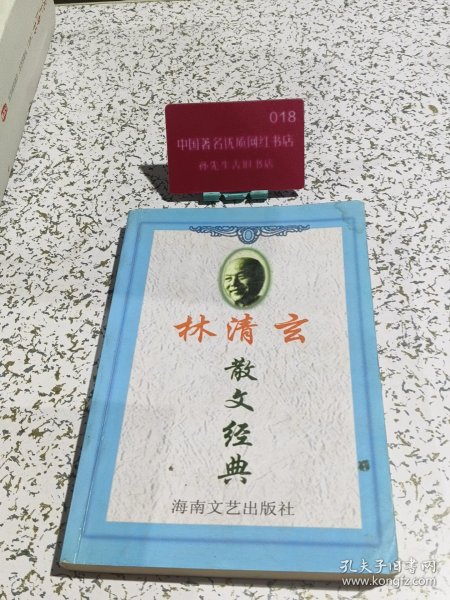 018
中国著名优质网红书店
孙先生古旧书店
林清玄
散文经典
海南文艺出版社
孔夫子旧书网
www.kongfz.com